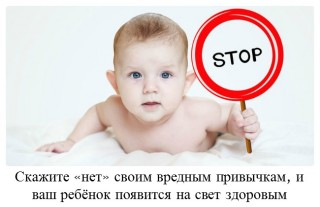 STOP
Скажите «нет» своим вредным привычкам, и
ваш ребёнок появится на свет здоровым